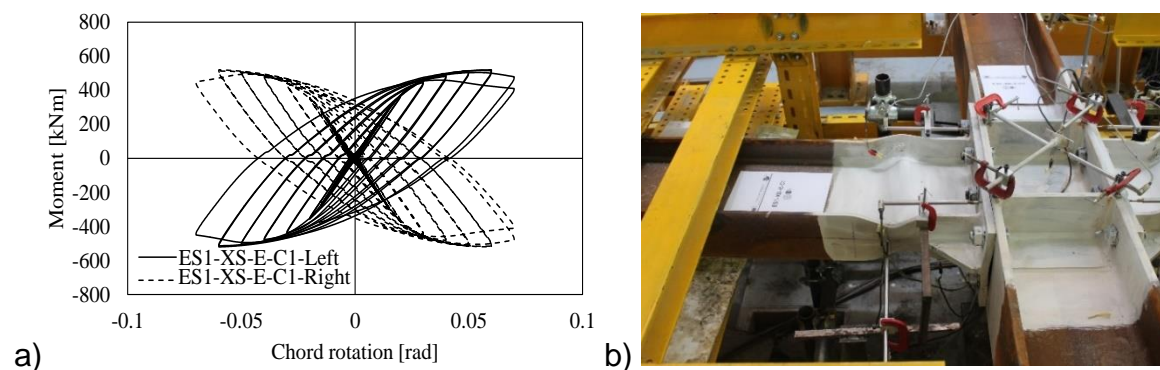 800
600
400
200
0
-200
-400
-600
-800
Moment [kNm]
ES1-XS-E-C1-Left
ES1-XS-E-C1-Right
-0.1
-0.05
0
0.05
0.1
Chord rotation [rad]
a)
b)